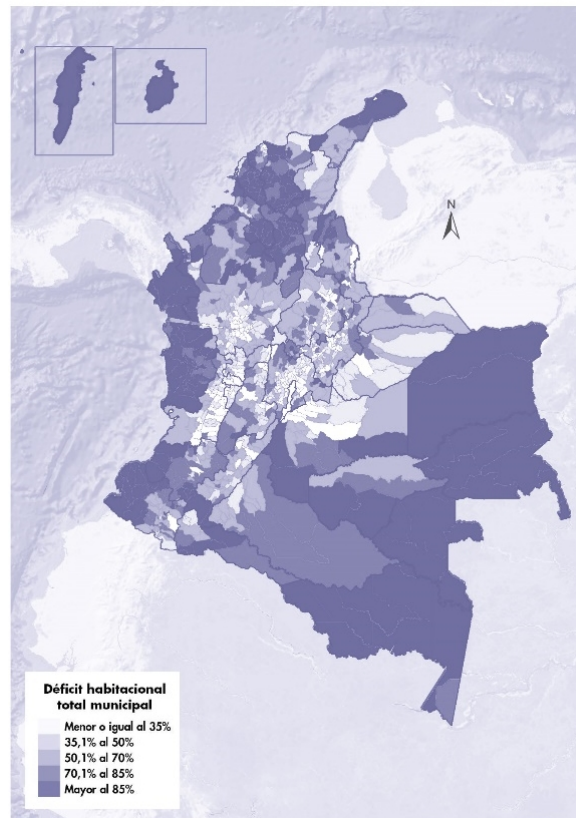 N
Déficit habitacional
total municipal
Menor o igual al 35%
35,1% al 50%
50,1% al 70%
70,1% al 85%
Mayor al 85%